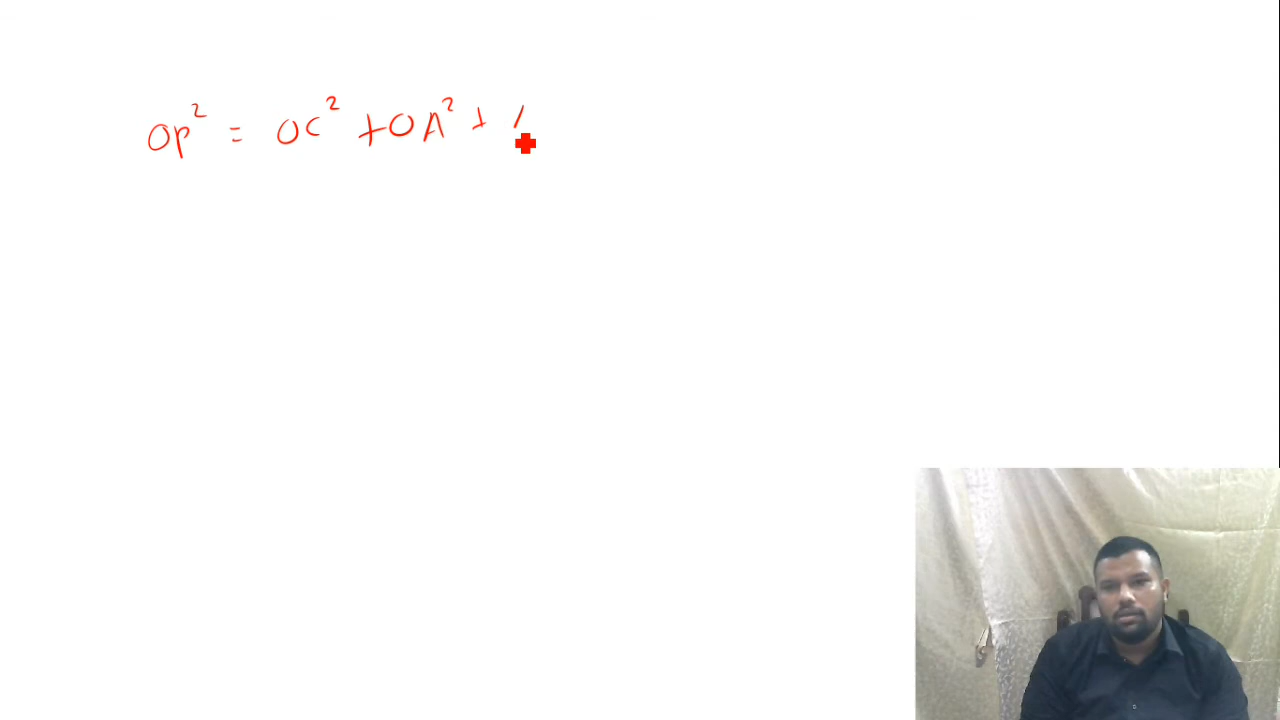 OP² = OC² + OA² +